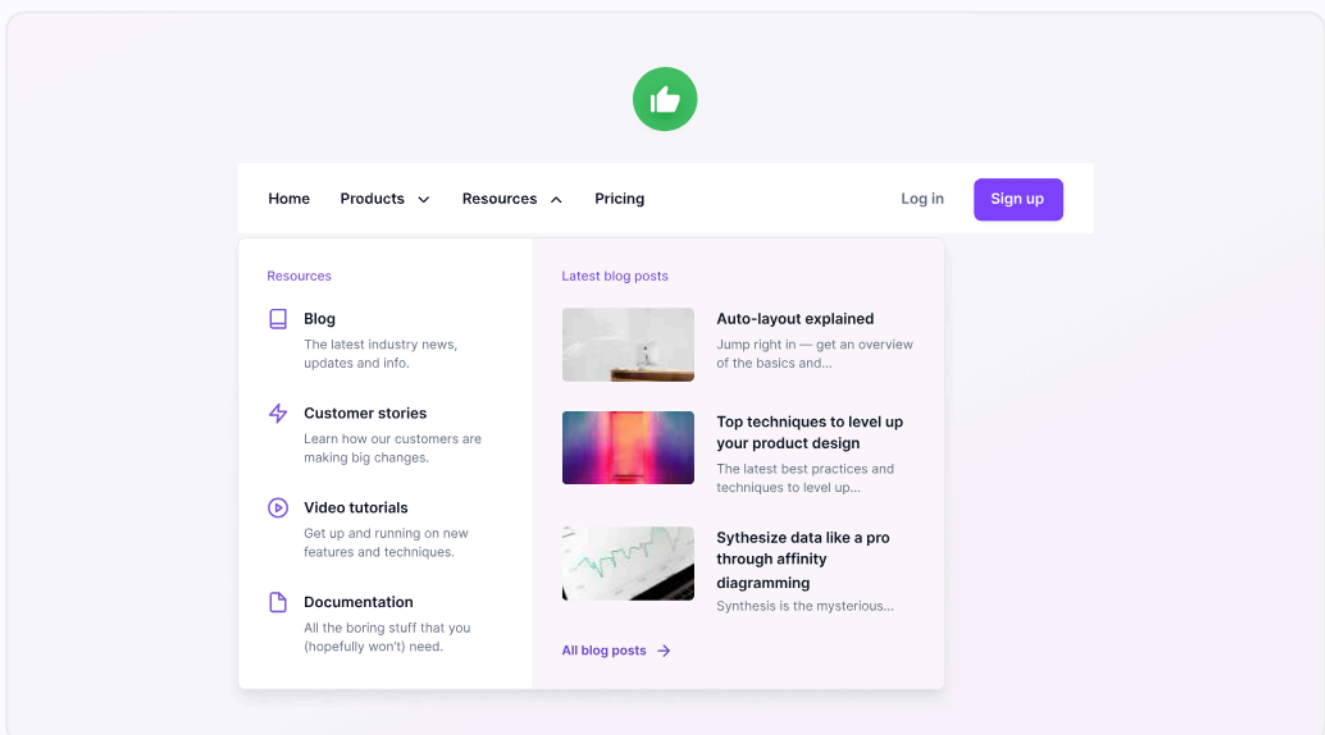 Home Products Resources Pricing Log in Sign up
Resources
Blog
The latest industry news,
updates and info.
Customer stories
Learn how our customers are
making big changes.
Video tutorials
Get up and running on new
features and techniques.
Documentation
All the boring stuff that you
(hopefully won't) need.
Latest blog posts
Auto-layout explained
Jump right in — get an overview
of the basics and...
Top techniques to level up
your product design
The latest best practices and
techniques to level up...
Sythesize data like a pro
through affinity
diagramming
Synthesis is the mysterious...
All blog posts